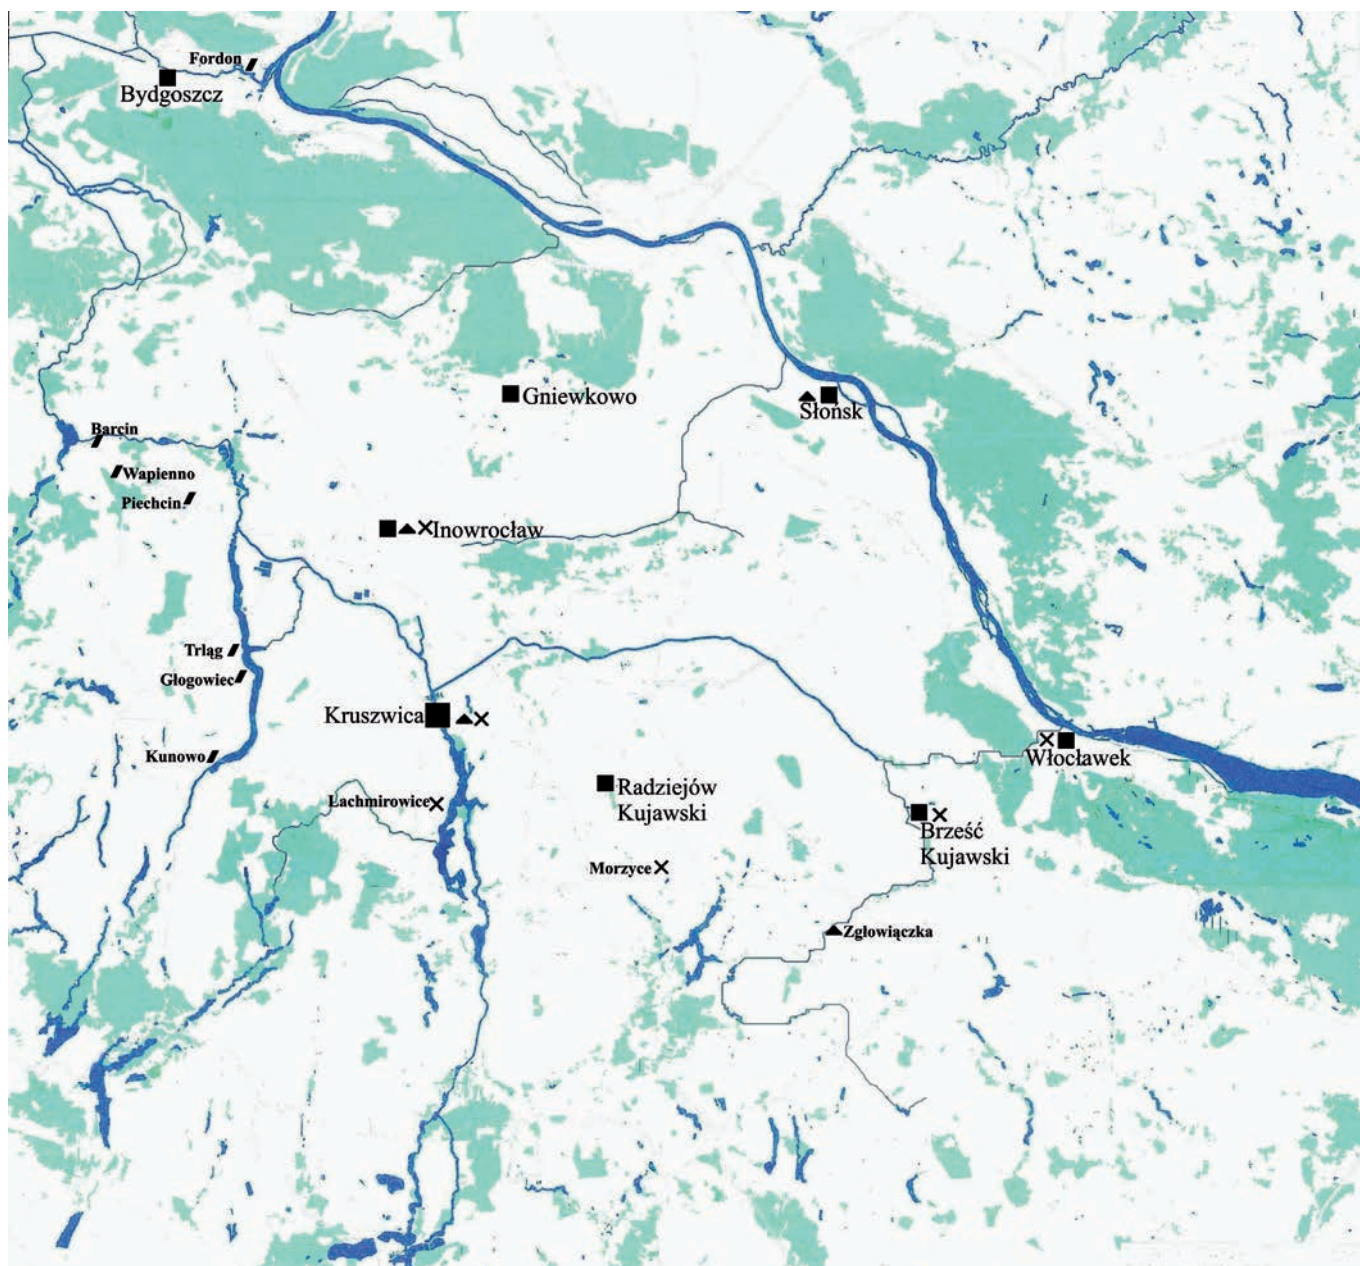 Fordon
Bydgoszcz
Gniewkowo
Słońsk
Barcin
Wapienno
Piechcin
Inowrocław
Trląg
Głogowiec
Kruszwica
Kunowo
Włocławek
Radziejów
Kujawski
Lachmirowice
Brześć
Kujawski
Morzyce
Zgłowiączka